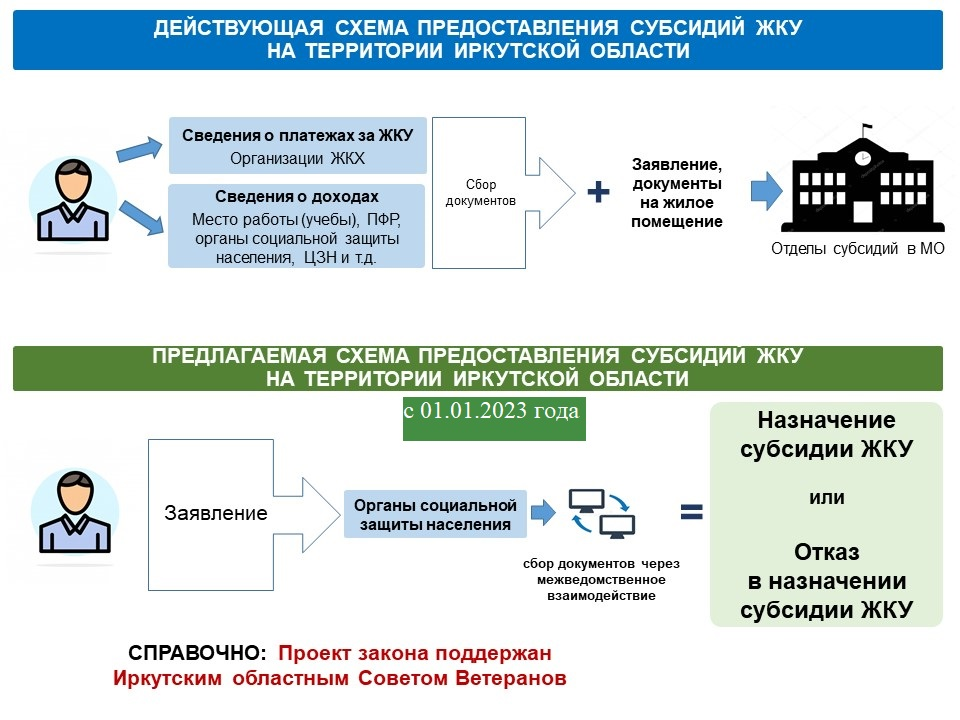 ДЕЙСТВУЮЩАЯ СХЕМА ПРЕДОСТАВЛЕНИЯ СУБСИДИЙ ЖКУ
НА ТЕРРИТОРИИ ИРКУТСКОЙ ОБЛАСТИ
Сведения о платежах за ЖКУ
Организации ЖКХ
Сведения о доходах
Место работы (учебы), ПФР,
органы социальной защиты
населения, ЦЗН и т.д.
Сбор
документов
+
Заявление,
документы
на жилое
помещение
Отделы субсидий в МО
ПРЕДЛАГАЕМАЯ СХЕМА ПРЕДОСТАВЛЕНИЯ СУБСИДИЙ ЖКУ
НА ТЕРРИТОРИИ ИРКУТСКОЙ ОБЛАСТИ
с 01.01.2023 года
Заявление
Органы социальной
защиты населения
сбор документов через
межведомственное
взаимодействие
=
Назначение
субсидии ЖКУ
или
Отказ
в назначении
субсидии ЖКУ
СПРАВОЧНО: Проект закона поддержан
Иркутским областным Советом Ветеранов